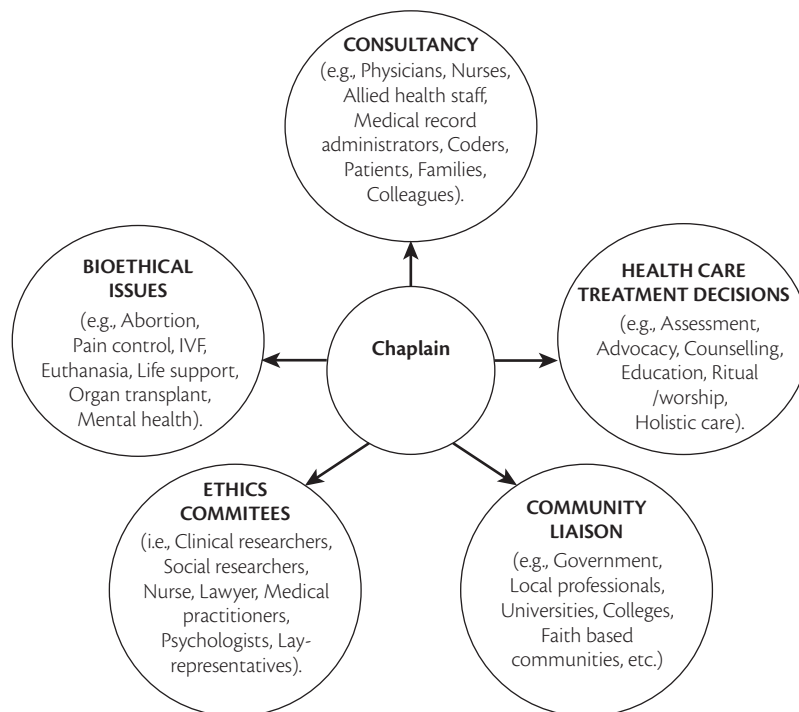 CONSULTANCY
(e.g., Physicians, Nurses,
Allied health staff,
Medical record
administrators, Coders,
Patients, Families,
Colleagues).
BIOETHICAL
ISSUES
(e.g., Abortion,
Pain control, IVF,
Euthanasia, Life support,
Organ transplant,
Mental health).
Chaplain
HEALTH CARE
TREATMENT DECISIONS
(e.g., Assessment,
Advocacy, Counselling,
Education, Ritual
/worship,
Holistic care).
ETHICS
COMMITEES
(i.e., Clinical researchers,
Social researchers,
Nurse, Lawyer, Medical
practitioners,
Psychologists, Lay-
representatives).
COMMUNITY
LIAISON
(e.g., Government,
Local professionals,
Universities, Colleges,
Faith based
communities, etc.)